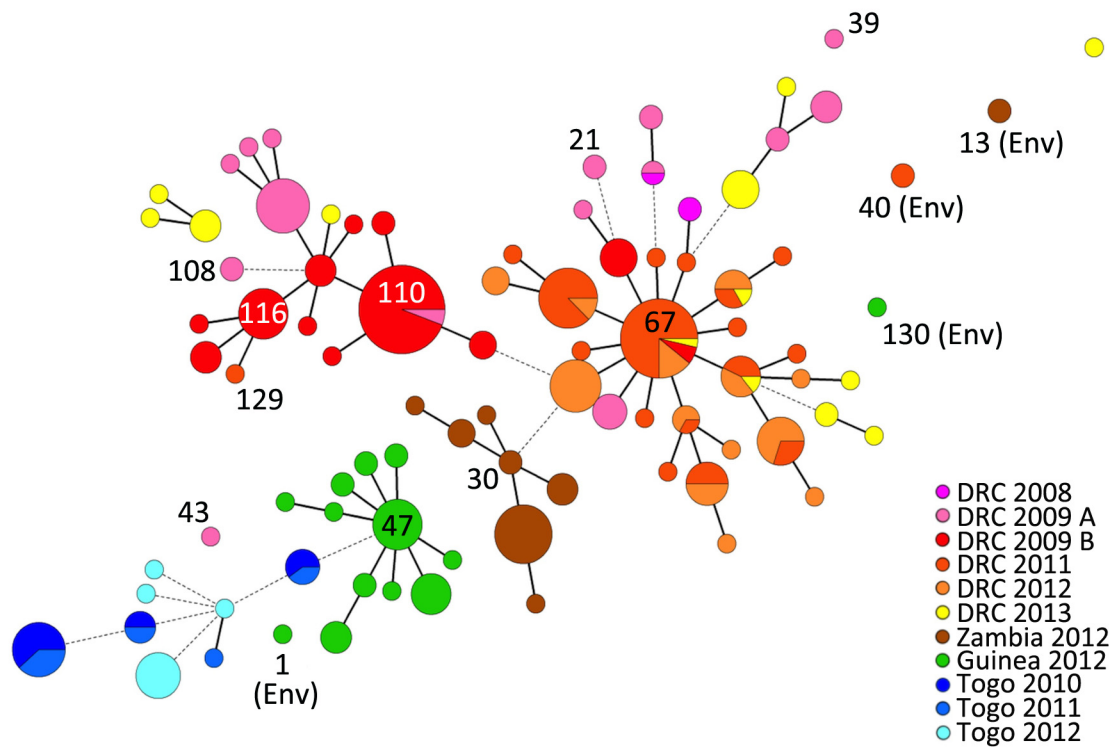 39
21
13 (Env)
40 (Env)
108
110
116
67
130 (Env)
129
30
47
43
1
(Env)
DRC 2008
DRC 2009 A
DRC 2009 B
DRC 2011
DRC 2012
DRC 2013
Zambia 2012
Guinea 2012
Togo 2010
Togo 2011
Togo 2012